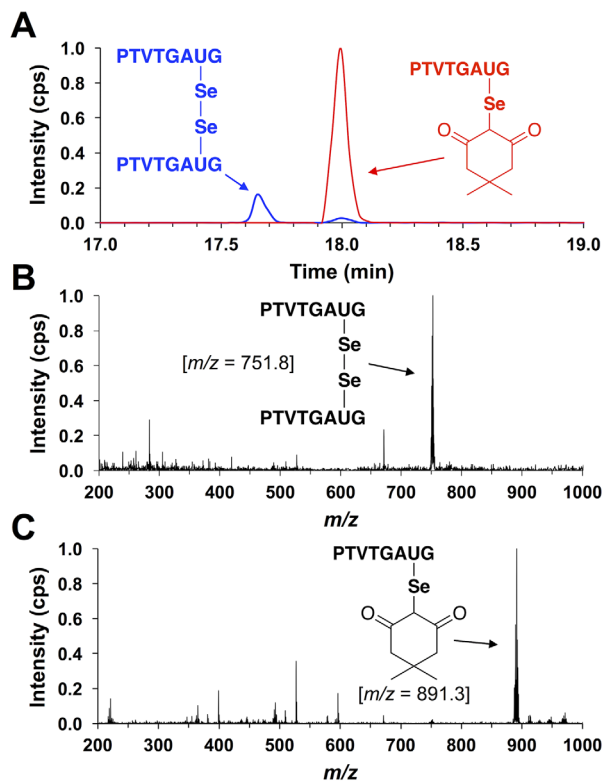 A
Intensity (cps)
1.0
0.8
0.6
0.4
0.2
0.0
PTVTGAUG
Se
Se
PTVTGAUG
PTVTGAUG
Se
O
O
17.0
17.5
18.0
18.5
19.0
Time (min)
B
Intensity (cps)
1.0
0.8
0.6
0.4
0.2
0.0
PTVTGAUG
Se
Se
PTVTGAUG
[m/z = 751.8]
200
300
400
500
600
700
800
900
1000
m/z
C
Intensity (cps)
1.0
0.8
0.6
0.4
0.2
0.0
PTVTGAUG
Se
O
O
[m/z = 891.3]
200
300
400
500
600
700
800
900
1000
m/z